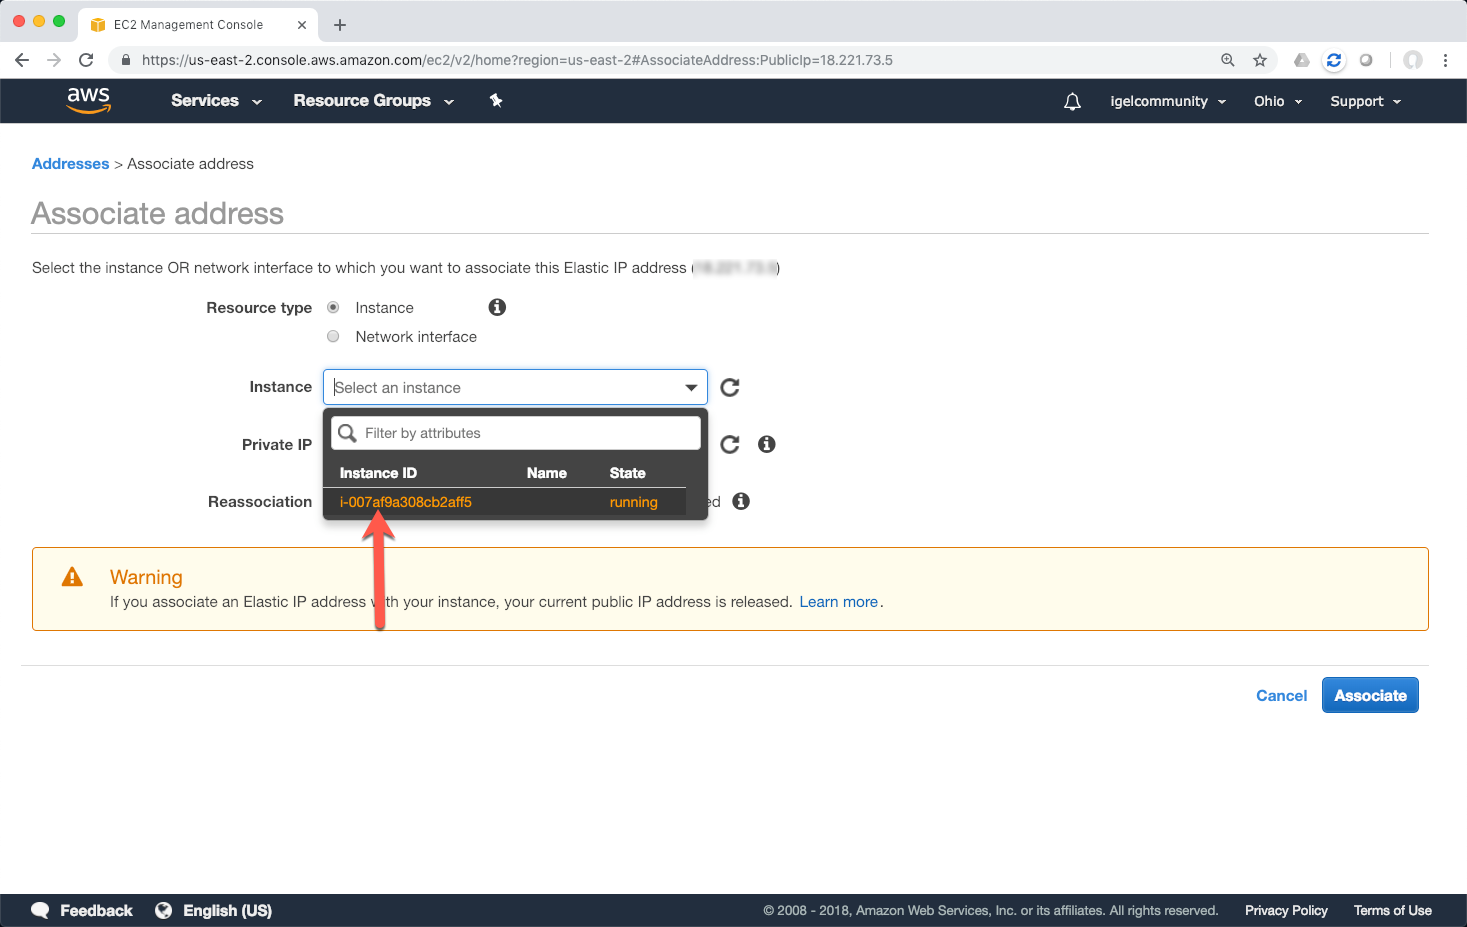 EC2 Management Console
https://us-east-2.console.aws.amazon.com/ec2/v2/home?region=us-east-2#AssociateAddress:PublicIp=18.221.73.5
aws Services Resource Groups igelcommunity Ohio Support
Addresses > Associate address
Associate address
Select the instance OR network interface to which you want to associate this Elastic IP address ( )
Resource type Instance
Network interface
Instance Select an instance
Filter by attributes
Private IP
Instance ID Name State
Reassociation i-007af9a308cb2aff5 running ed
Warning
If you associate an Elastic IP address with your instance, your current public IP address is released. Learn more.
Cancel Associate
Feedback English (US) © 2008 - 2018, Amazon Web Services, Inc. or its affiliates. All rights reserved. Privacy Policy Terms of Use